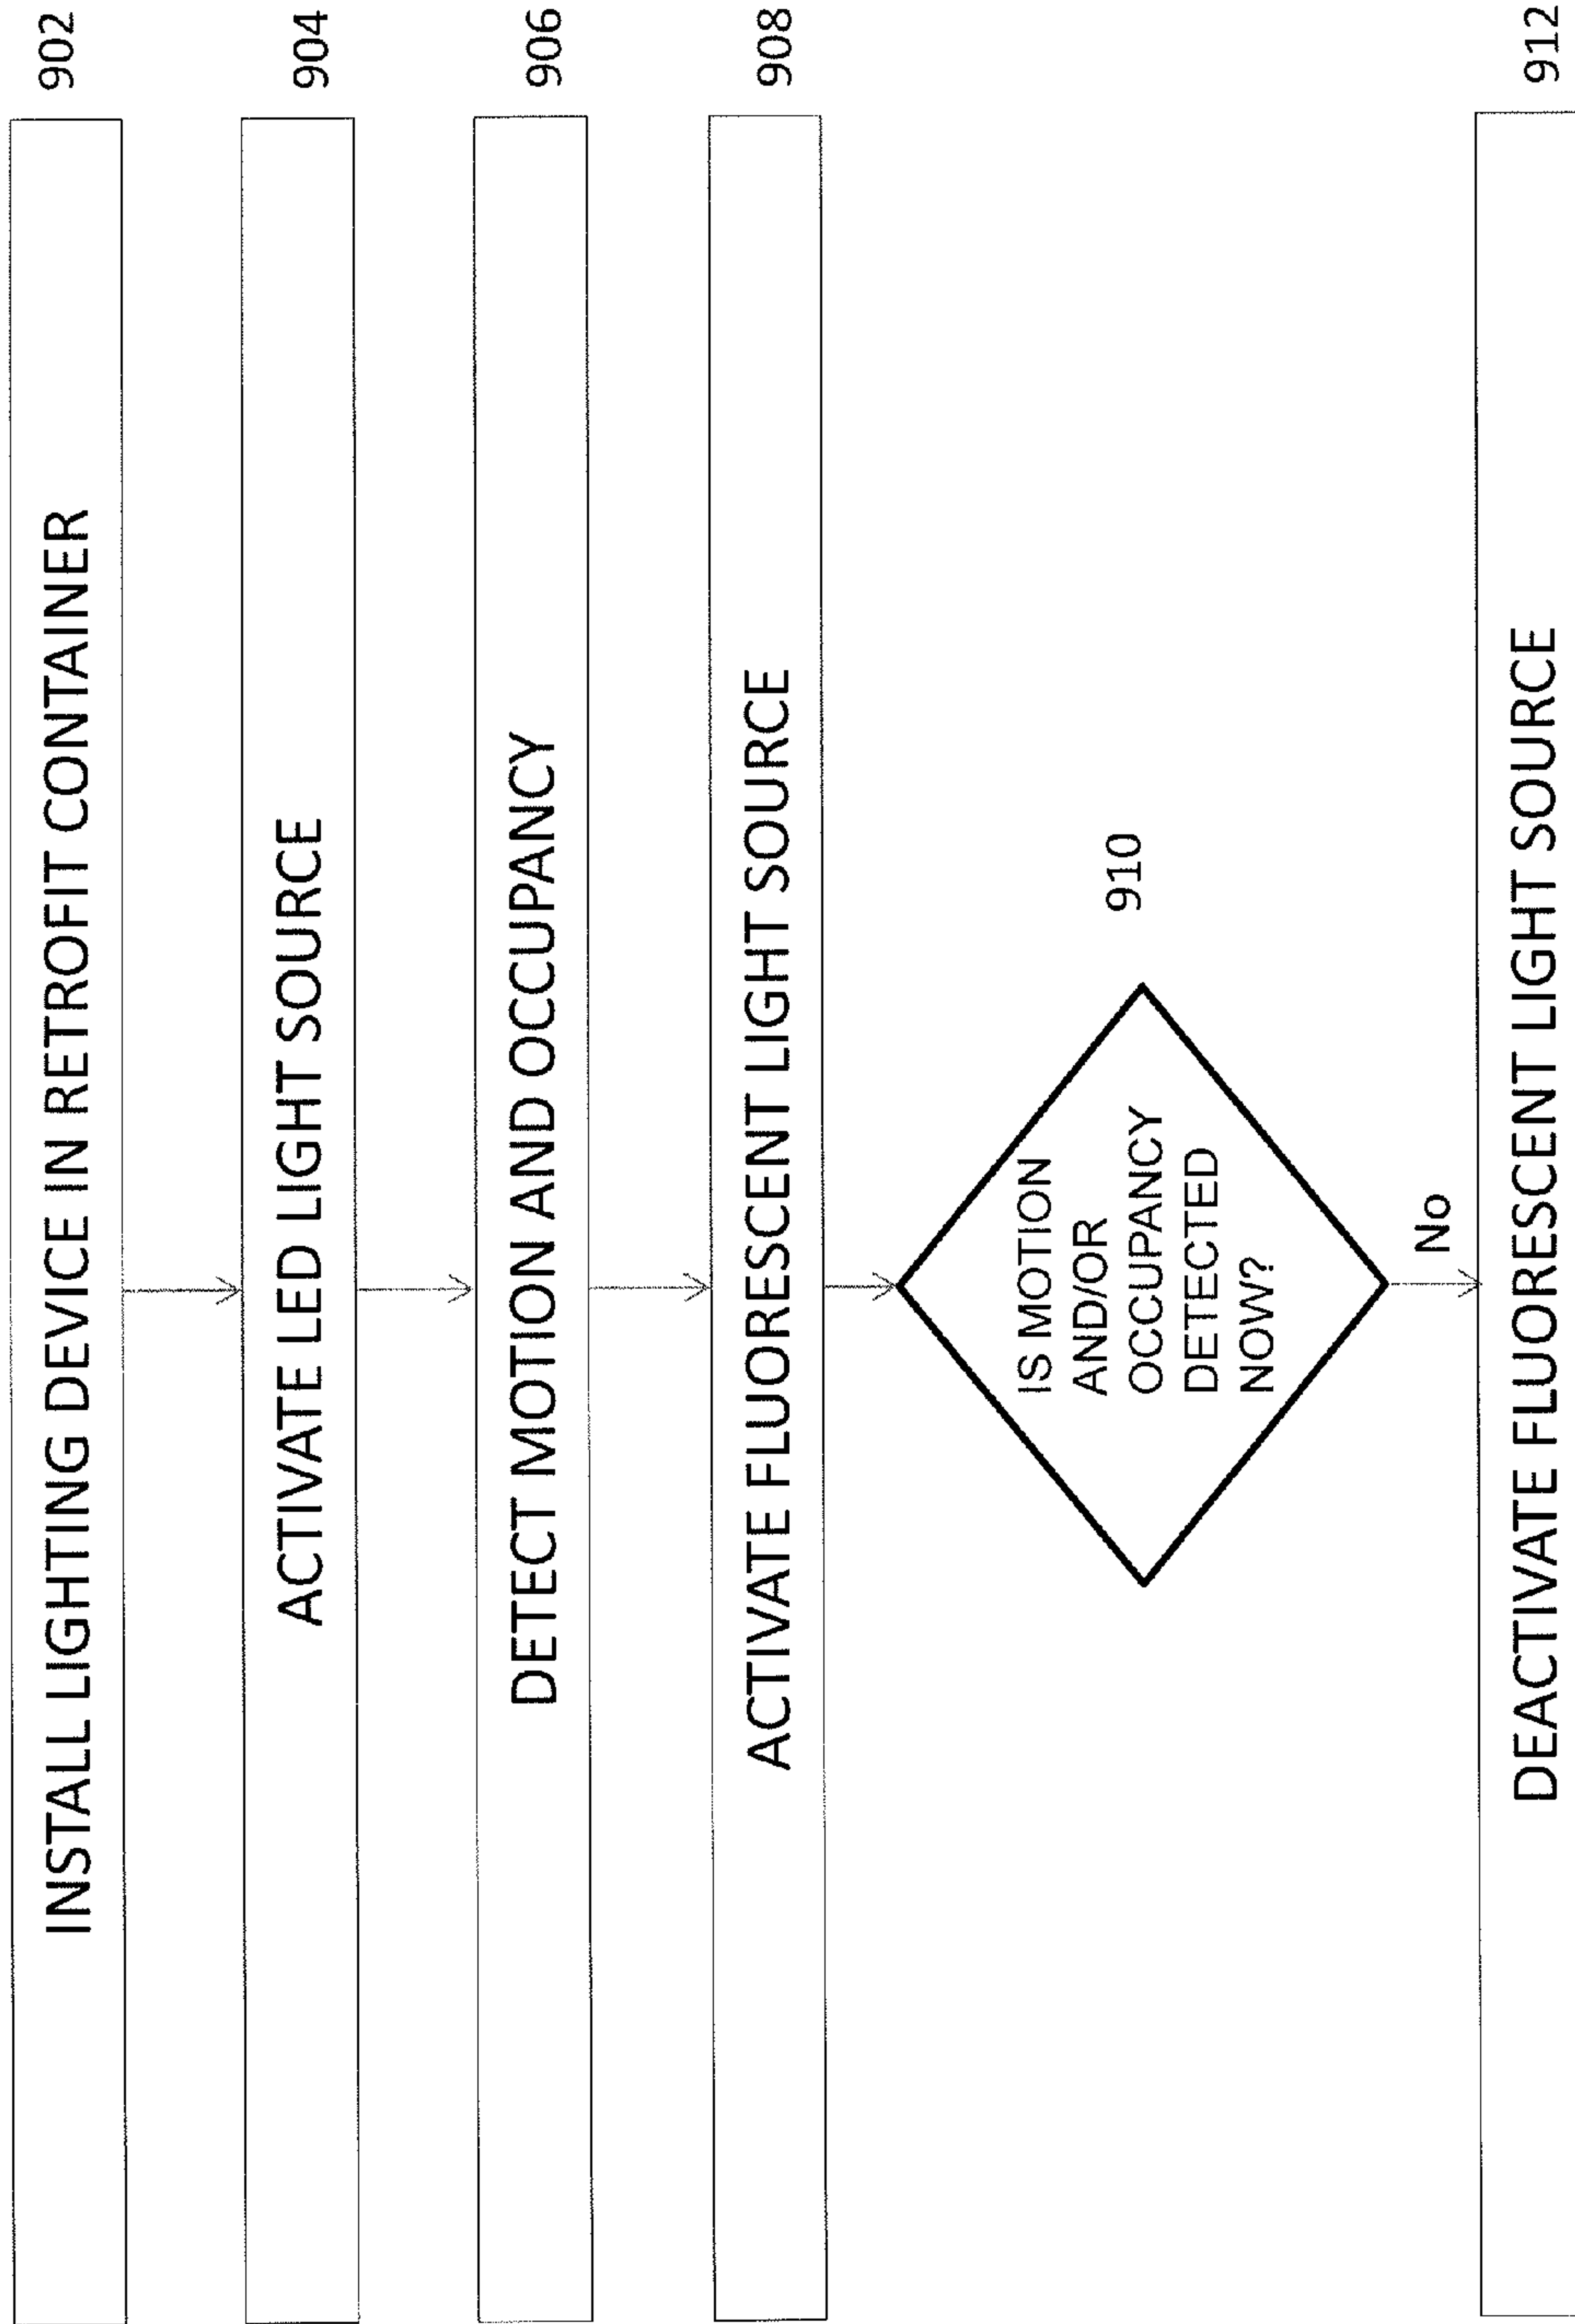 INSTALL LIGHTING DEVICE IN RETROFIT CONTAINER
902
ACTIVATE LED LIGHT SOURCE
904
DETECT MOTION AND OCCUPANCY
906
ACTIVATE FLUORESCENT LIGHT SOURCE
908
IS MOTION
AND/OR
OCCUPANCY
DETECTED
NOW?
910
No
DEACTIVATE FLUORESCENT LIGHT SOURCE
912